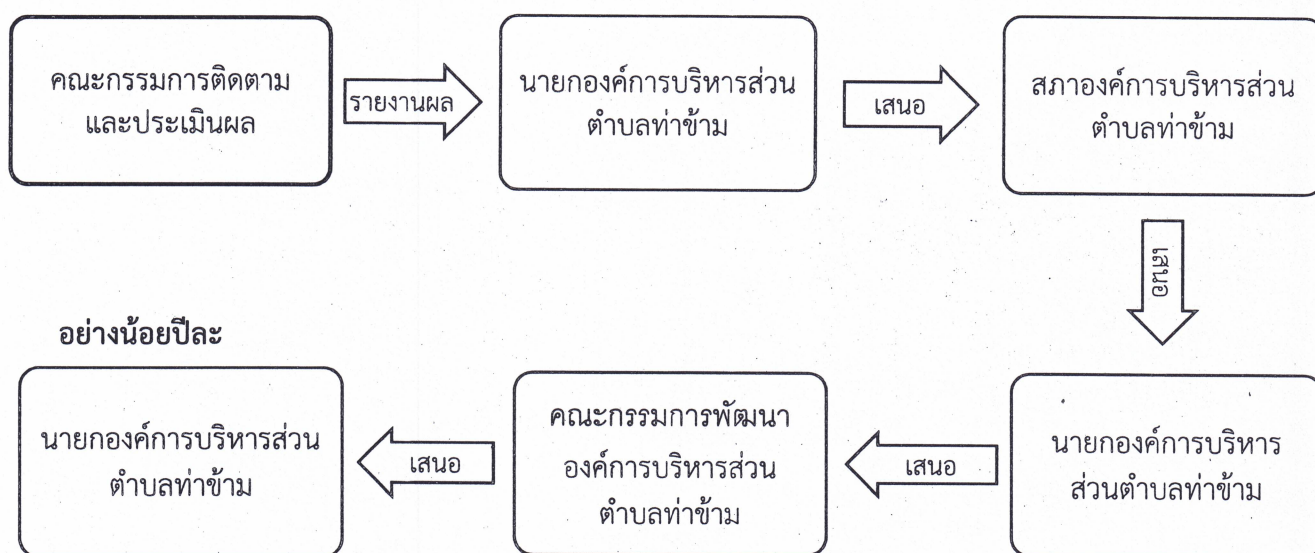 คณะกรรมการติดตาม
และประเมินผล
รายงานผล
นายกองค์การบริหารส่วน
ตำบลท่าข้าม
เสนอ
สภาองค์การบริหารส่วน
ตำบลท่าข้าม
เสนอ
นายกองค์การบริหาร
ส่วนตำบลท่าข้าม
เสนอ
คณะกรรมการพัฒนา
องค์การบริหารส่วน
ตำบลท่าข้าม
เสนอ
อย่างน้อยปีละ
นายกองค์การบริหารส่วน
ตำบลท่าข้าม